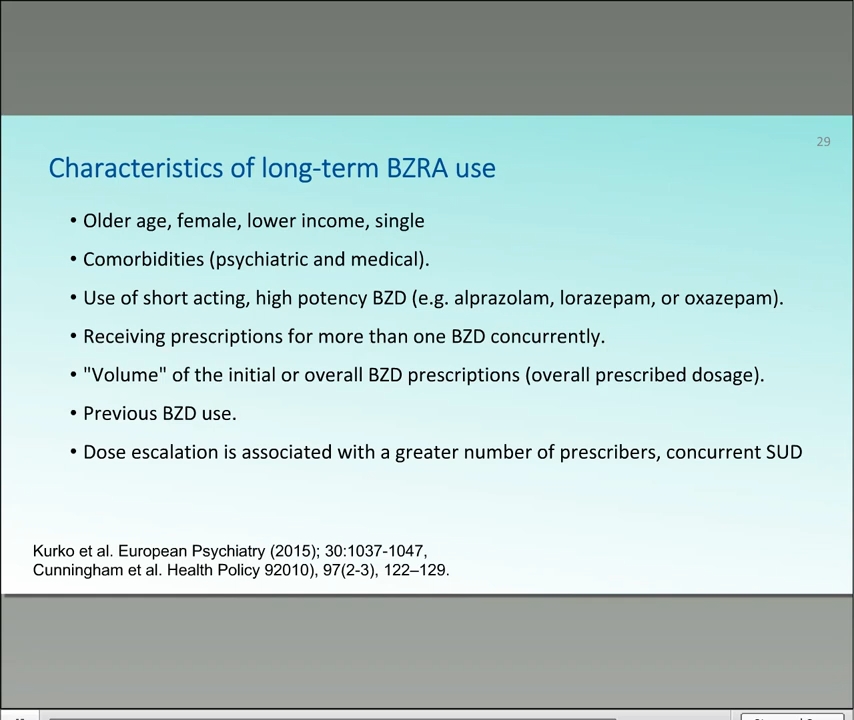 29
Characteristics of long-term BZRA use
• Older age, female, lower income, single
• Comorbidities (psychiatric and medical).
• Use of short acting, high potency BZD (e.g. alprazolam, lorazepam, or oxazepam).
• Receiving prescriptions for more than one BZD concurrently.
• "Volume" of the initial or overall BZD prescriptions (overall prescribed dosage).
• Previous BZD use.
• Dose escalation is associated with a greater number of prescribers, concurrent SUD
Kurko et al. European Psychiatry (2015); 30:1037-1047,
Cunningham et al. Health Policy 92010), 97(2-3), 122–129.